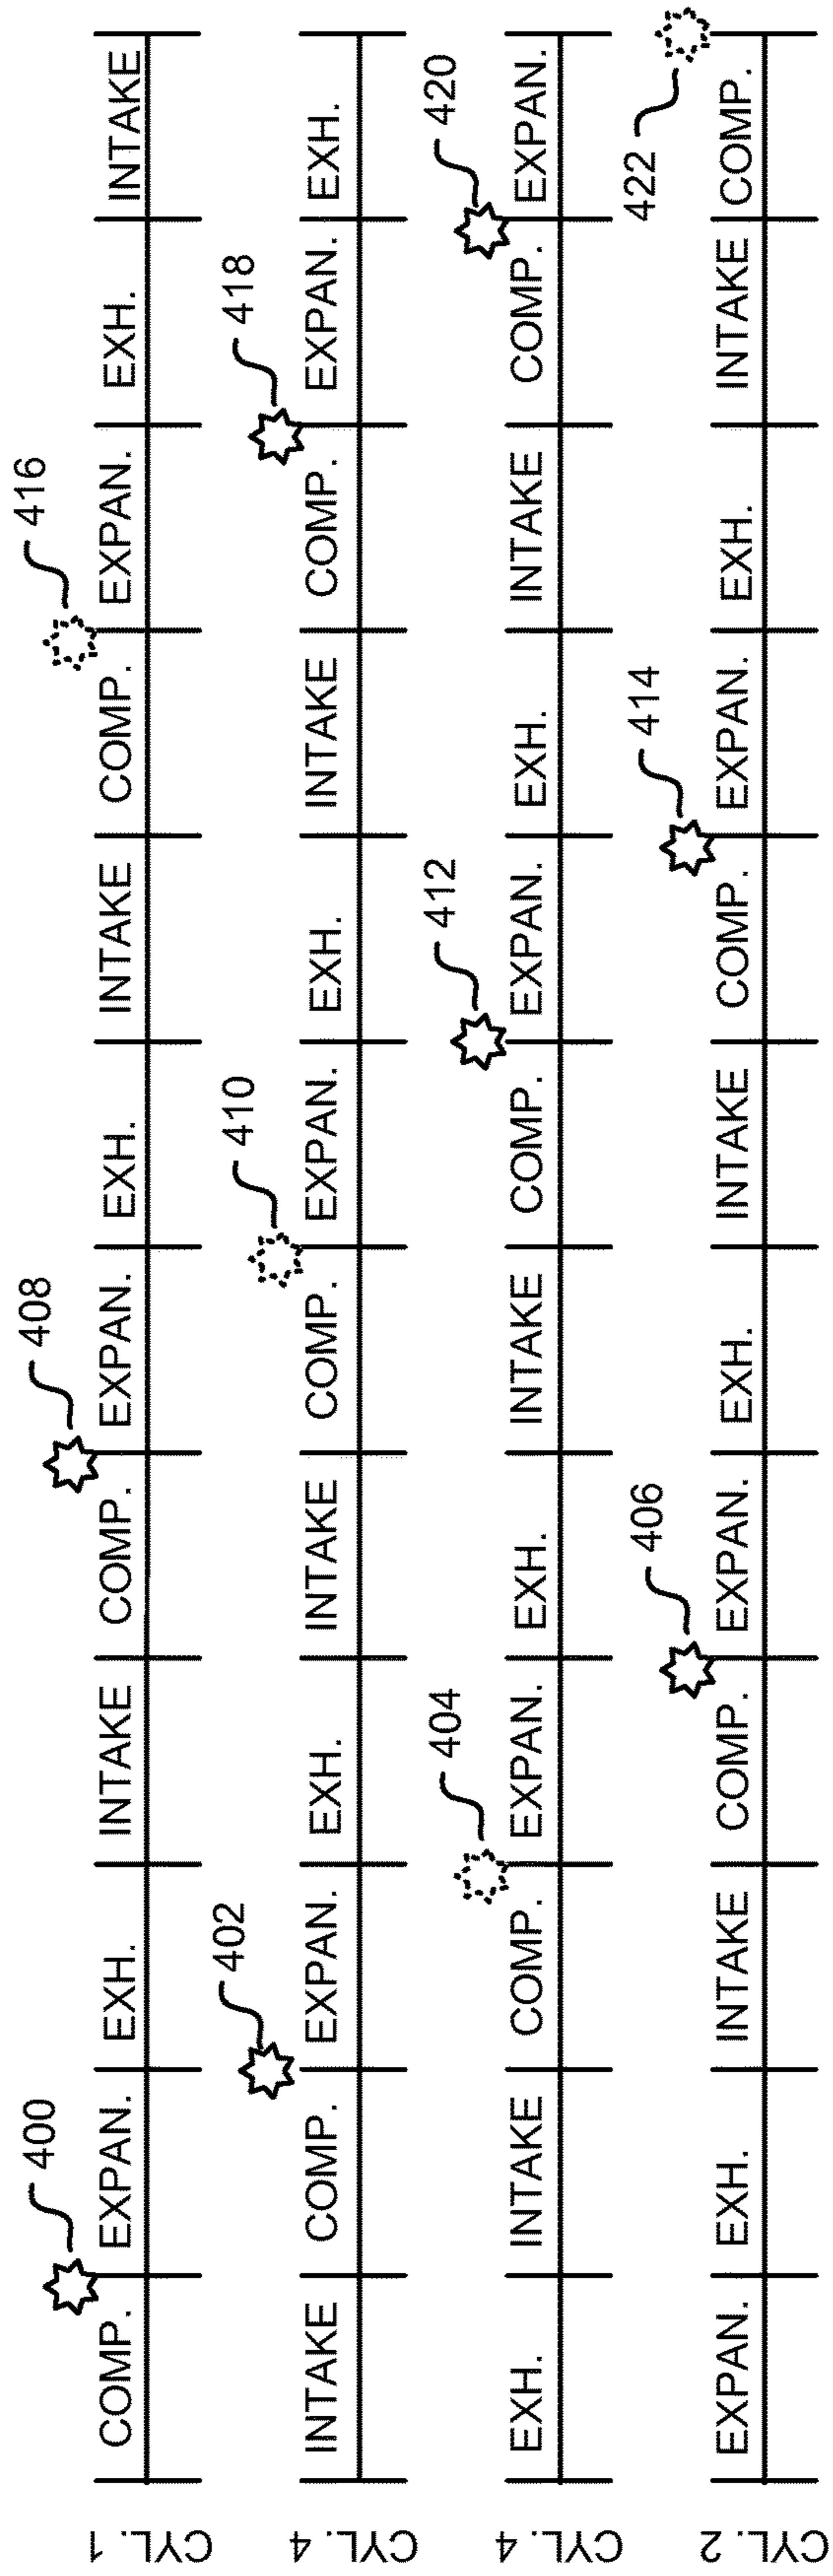 400 408 416
CYL. 1 COMP. EXPAN. EXH. INTAKE COMP. EXPAN. EXH. INTAKE COMP. EXPAN. EXH. INTAKE
402 410 418
CYL. 4 INTAKE COMP. EXPAN. EXH. INTAKE COMP. EXPAN. EXH. INTAKE COMP. EXPAN. EXH.
404 412 420
CYL. 4 EXH. INTAKE COMP. EXPAN. EXH. INTAKE COMP. EXPAN. EXH. INTAKE COMP. EXPAN.
406 414 422
CYL. 2 EXPAN. EXH. INTAKE COMP. EXPAN. EXH. INTAKE COMP. EXPAN. EXH. INTAKE COMP.